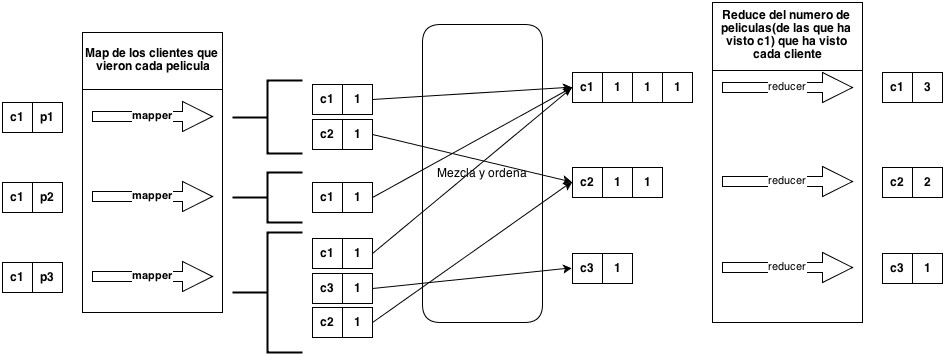 Map de los clientes que
vieron cada pelicula
c1 p1
mapper
c1 p2
mapper
c1 p3
mapper
c1 1
c2 1
c1 1
c1 1
c3 1
c2 1
Mezcla y ordena
c1 1 1 1
c2 1 1
c3 1
Reduce del numero de
peliculas(de las que ha
visto c1) que ha visto
cada cliente
reducer
c1 3
reducer
c2 2
reducer
c3 1